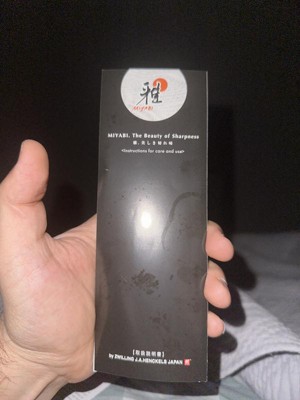 雅
MIYABI
MIYABI. The Beauty of Sharpness
雅. 美しき切れ味
<Instructions for care and use>
[取扱説明書]
by ZWILLING J.A.HENCKELS JAPAN